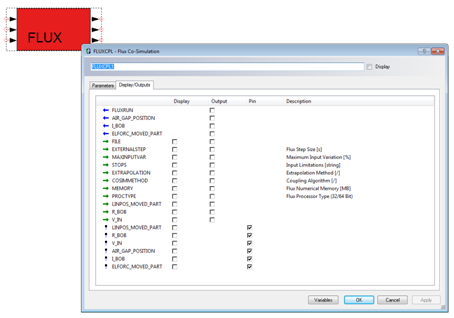 FLUX
FLUXCPL - Flux Co-Simulation
FLUXCPL1
Display
Parameters Display/Outputs
Display Output Pin Description
FLUXRUN
AIR_GAP_POSITION
I_BOB
ELFORC_MOVED_PART
FILE
EXTERNALSTEP Flux Step Size [s]
MAXINPUTVAR Maximum Input Variation [%]
STOPS Input Limitations [string]
EXTRAPOLATION Extrapolation Method [/]
COSIMMETHOD Coupling Algorithm [/]
MEMORY Flux Numerical Memory [MB]
PROCTYPE Flux Processor Type (32/64 Bit)
LINPOS_MOVED_PART
R_BOB
V_IN
LINPOS_MOVED_PART
R_BOB
V_IN
AIR_GAP_POSITION
I_BOB
ELFORC_MOVED_PART
Variables OK Cancel Apply